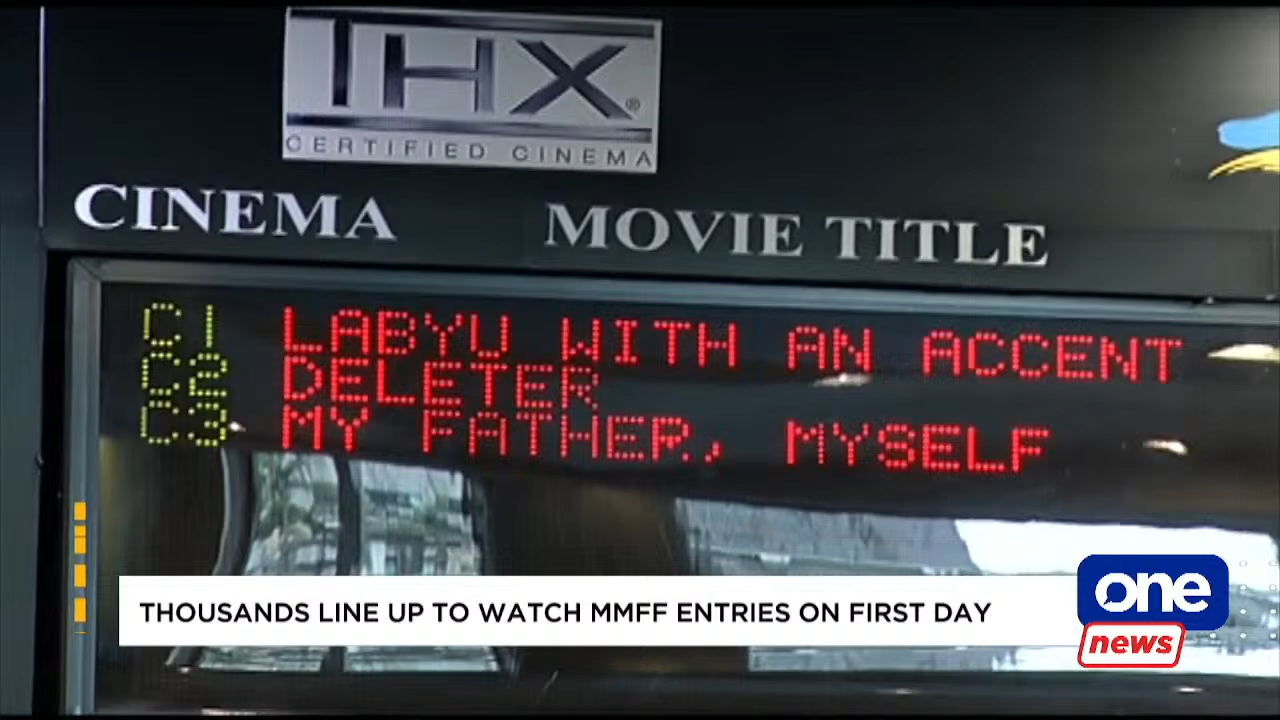 THX®
CERTIFIED CINEMA
CINEMA MOVIE TITLE
C1 LABYU WITH AN ACCENT
C2 DELETER
C3 MY FATHER, MYSELF
THOUSANDS LINE UP TO WATCH MMFF ENTRIES ON FIRST DAY
one
news